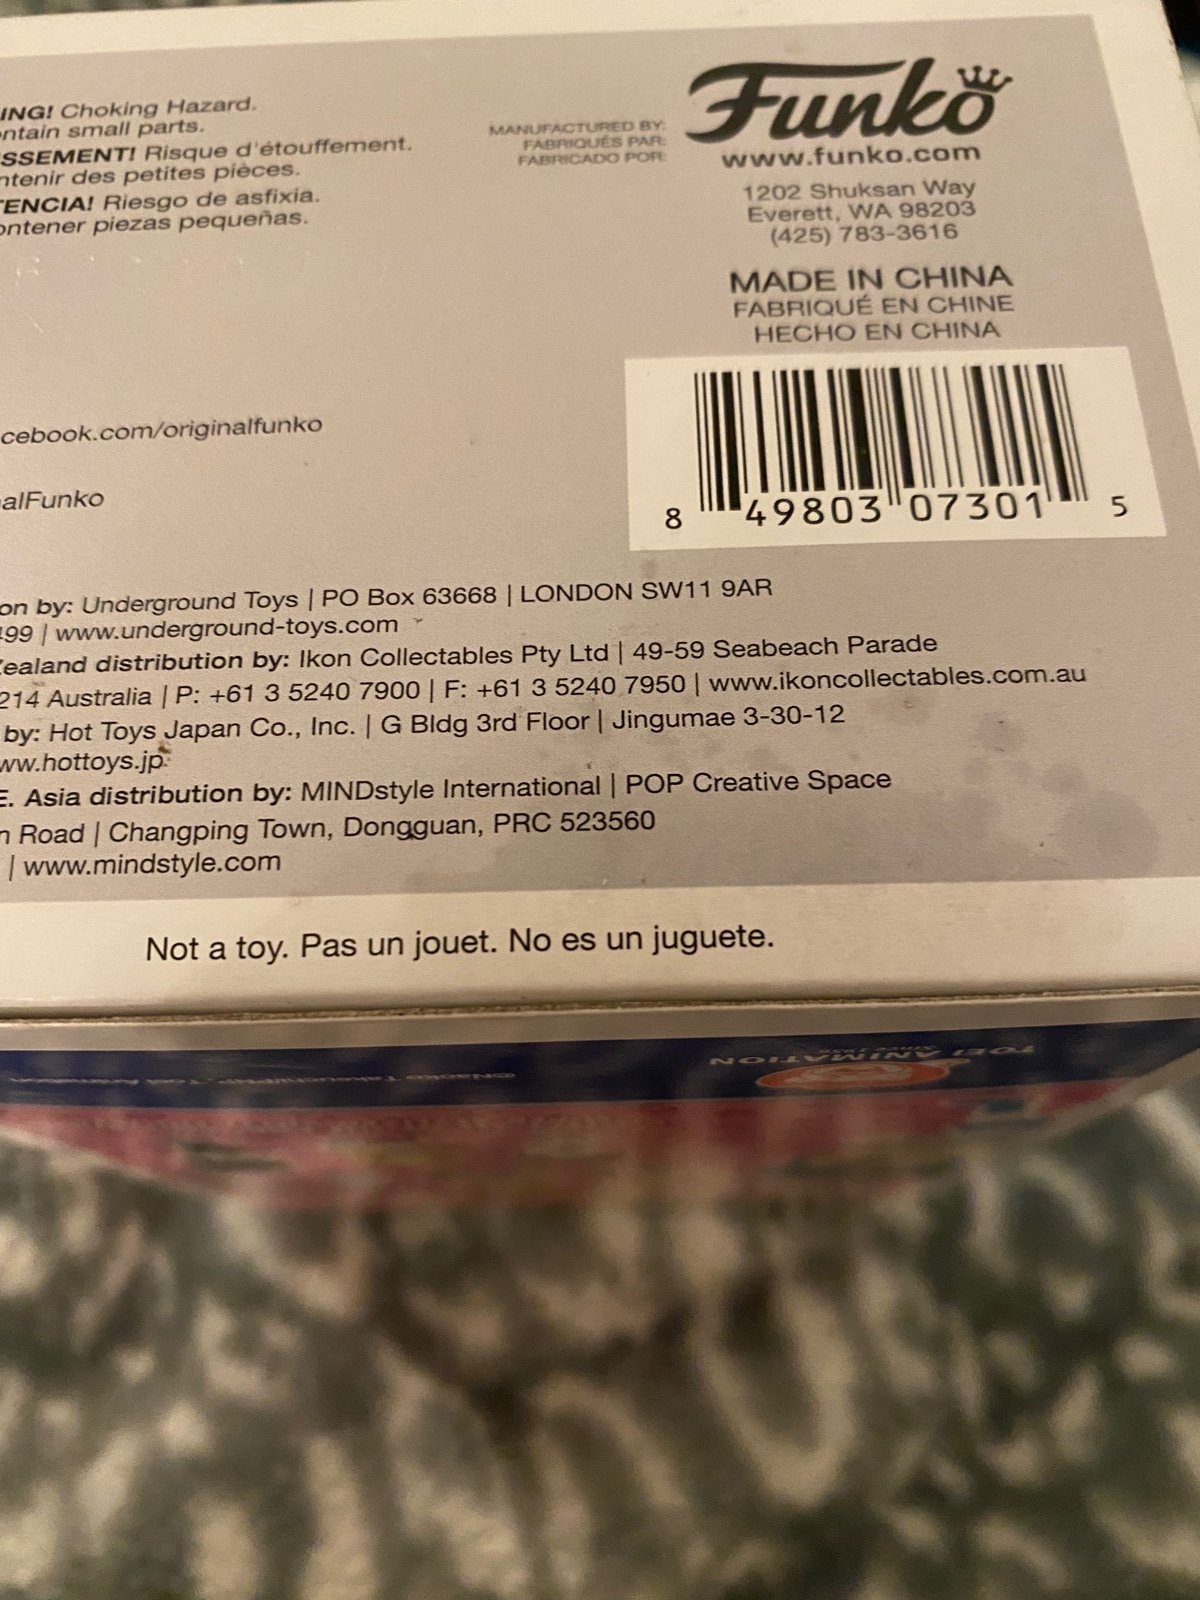 ING! Choking Hazard.
ntain small parts.
SSEMENT! Risque d'étouffement.
ntenir des petites pièces.
TENCIA! Riesgo de asfixia.
ontener piezas pequeñas.
MANUFACTURED BY:
FABRIQUÉS PAR:
FABRICADO POR:
Funko
www.funko.com
1202 Shuksan Way
Everett, WA 98203
(425) 783-3616
MADE IN CHINA
FABRIQUÉ EN CHINE
HECHO EN CHINA
8 49803 07301 5
cebook.com/originalfunko
alFunko
on by: Underground Toys | PO Box 63668 | LONDON SW11 9AR
499 | www.underground-toys.com
Zealand distribution by: Ikon Collectables Pty Ltd | 49-59 Seabeach Parade
214 Australia | P: +61 3 5240 7900 | F: +61 3 5240 7950 | www.ikoncollectables.com.au
by: Hot Toys Japan Co., Inc. | G Bldg 3rd Floor | Jingumae 3-30-12
ww.hottoys.jp
E. Asia distribution by: MINDstyle International | POP Creative Space
n Road | Changping Town, Dongguan, PRC 523560
| www.mindstyle.com
Not a toy. Pas un jouet. No es un juguete.
TOEI ANIMATION
©Naoko Takeuchi/PNP, Toei Animation